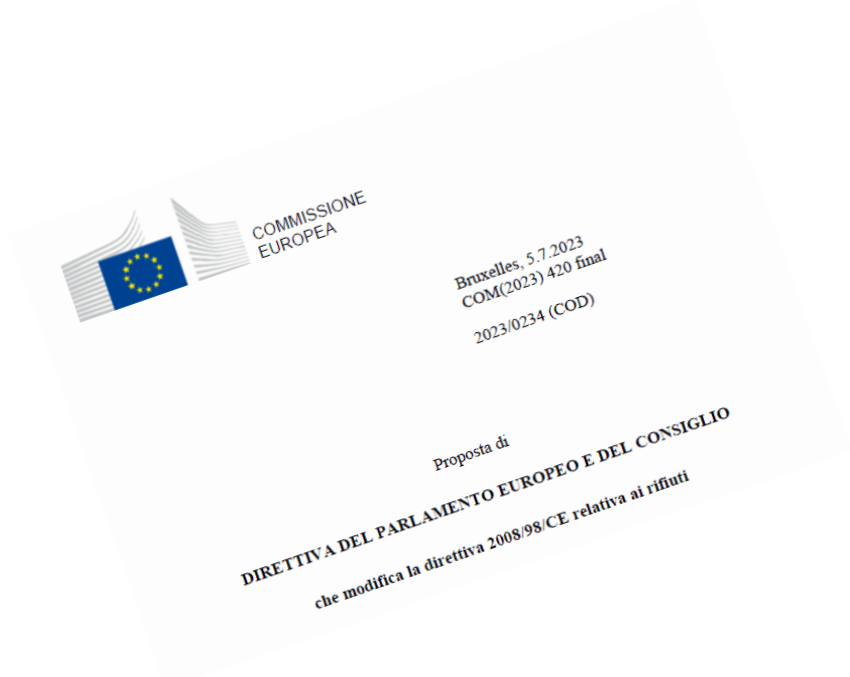 COMMISSIONE
EUROPEA
Bruxelles, 5.7.2023
COM(2023) 420 final
2023/0234 (COD)
Proposta di
DIRETTIVA DEL PARLAMENTO EUROPEO E DEL CONSIGLIO
che modifica la direttiva 2008/98/CE relativa ai rifiuti